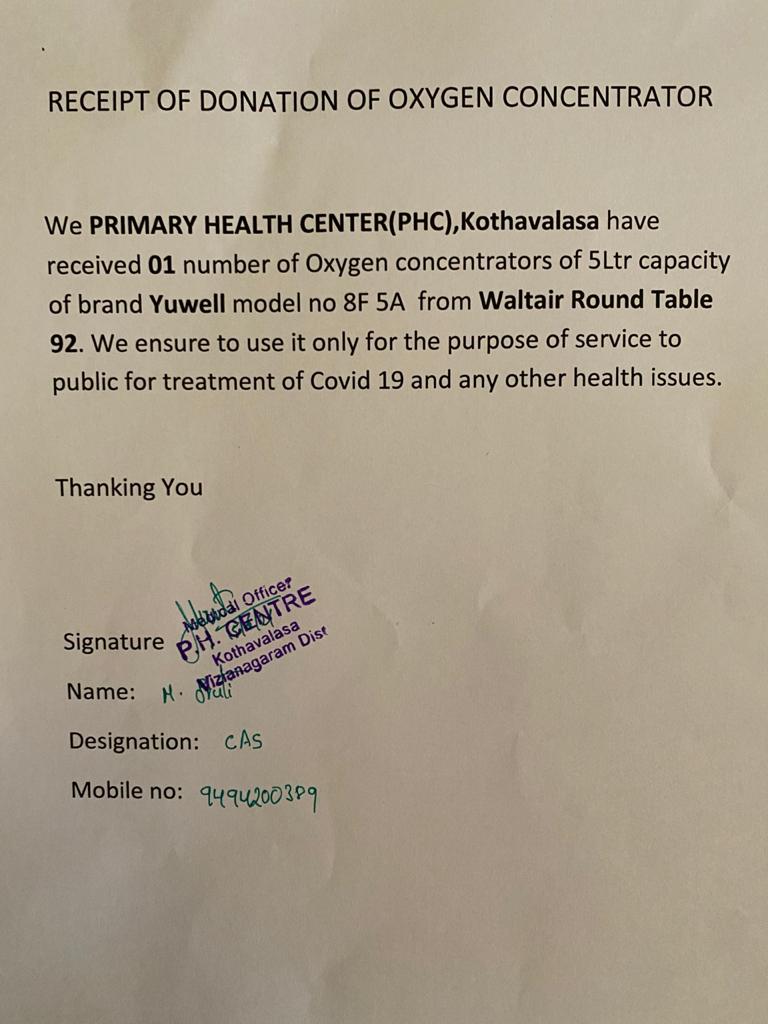 RECEIPT OF DONATION OF OXYGEN CONCENTRATOR
We PRIMARY HEALTH CENTER(PHC),Kothavalasa have
received 01 number of Oxygen concentrators of 5Ltr capacity
of brand Yuwell model no 8F 5A from Waltair Round Table
92. We ensure to use it only for the purpose of service to
public for treatment of Covid 19 and any other health issues.
Thanking You
Medical Officer
P.H. CENTRE
Kothavalasa
Vizianagaram Dist
Signature
Name: M.
Designation: CAS
Mobile no: 9494200389